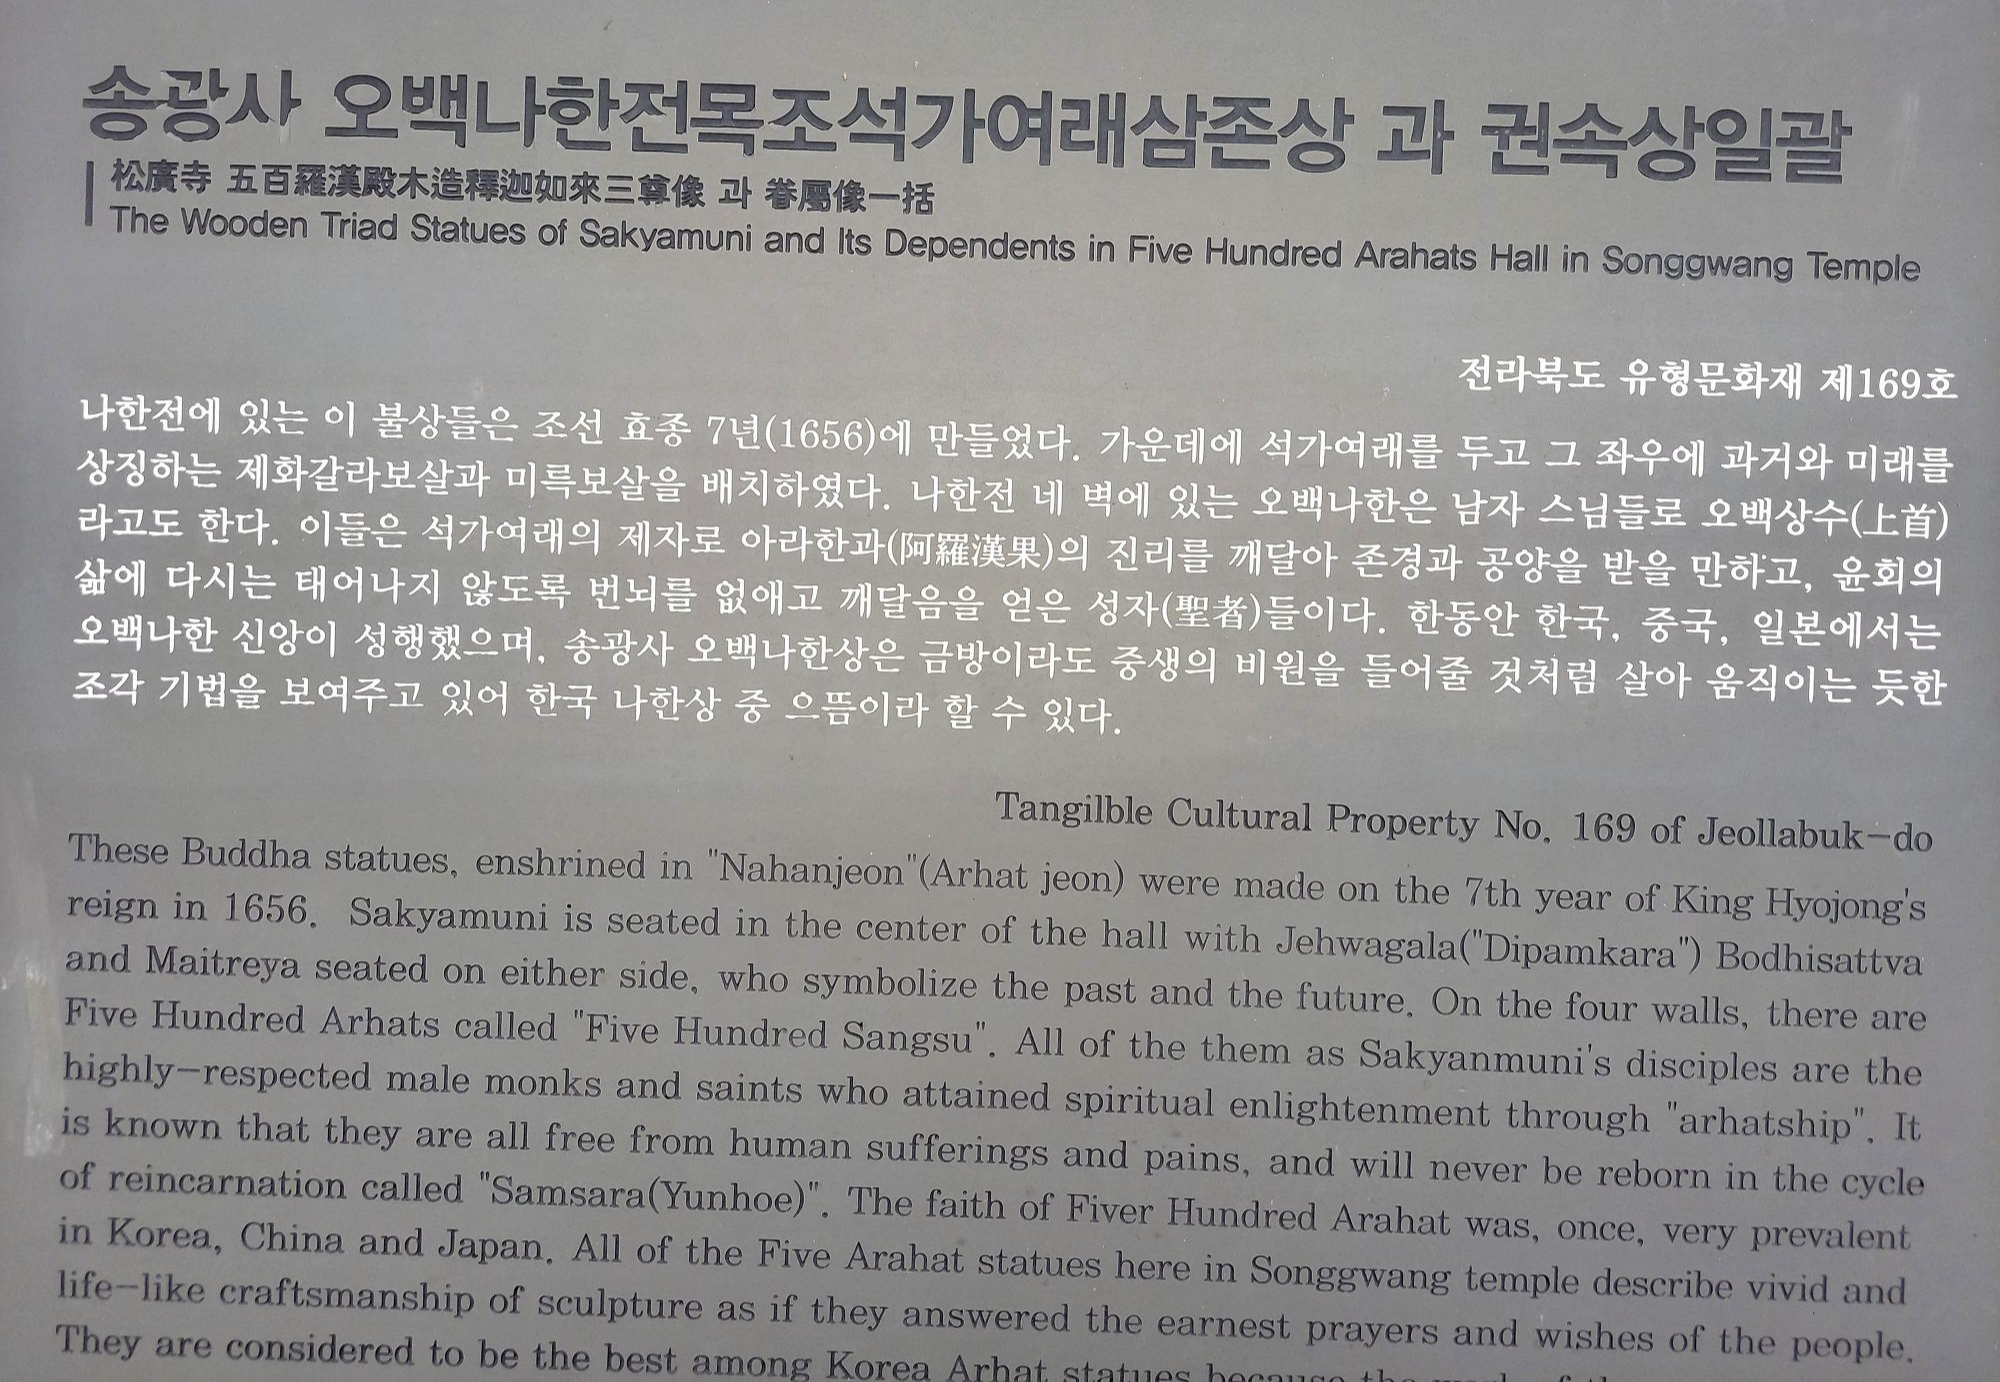 송광사 오백나한전목조석가여래삼존상 과 권속상일괄
松廣寺 五百羅漢殿木造釋迦如來三尊像 과 眷屬像一括
The Wooden Triad Statues of Sakyamuni and Its Dependents in Five Hundred Arahats Hall in Songgwang Temple
전라북도 유형문화재 제169호
나한전에 있는 이 불상들은 조선 효종 7년(1656)에 만들었다. 가운데에 석가여래를 두고 그 좌우에 과거와 미래를
상징하는 제화갈라보살과 미륵보살을 배치하였다. 나한전 네 벽에 있는 오백나한은 남자 스님들로 오백상수(上首)
라고도 한다. 이들은 석가여래의 제자로 아라한과(阿羅漢果)의 진리를 깨달아 존경과 공양을 받을 만하고, 윤회의
삶에 다시는 태어나지 않도록 번뇌를 없애고 깨달음을 얻은 성자(聖者)들이다. 한동안 한국, 중국, 일본에서는
오백나한 신앙이 성행했으며, 송광사 오백나한상은 금방이라도 중생의 비원을 들어줄 것처럼 살아 움직이는 듯한
조각 기법을 보여주고 있어 한국 나한상 중 으뜸이라 할 수 있다.
Tangilble Cultural Property No. 169 of Jeollabuk-do
These Buddha statues, enshrined in "Nahanjeon"(Arhat jeon) were made on the 7th year of King Hyojong's
reign in 1656. Sakyamuni is seated in the center of the hall with Jehwagala("Dipamkara") Bodhisattva
and Maitreya seated on either side, who symbolize the past and the future. On the four walls, there are
Five Hundred Arhats called "Five Hundred Sangsu". All of the them as Sakyanmuni's disciples are the
highly-respected male monks and saints who attained spiritual enlightenment through "arhatship". It
is known that they are all free from human sufferings and pains, and will never be reborn in the cycle
of reincarnation called "Samsara(Yunhoe)". The faith of Fiver Hundred Arahat was, once, very prevalent
in Korea, China and Japan. All of the Five Arahat statues here in Songgwang temple describe vivid and
life-like craftsmanship of sculpture as if they answered the earnest prayers and wishes of the people.
They are considered to be the best among Korea Arhat statues because the